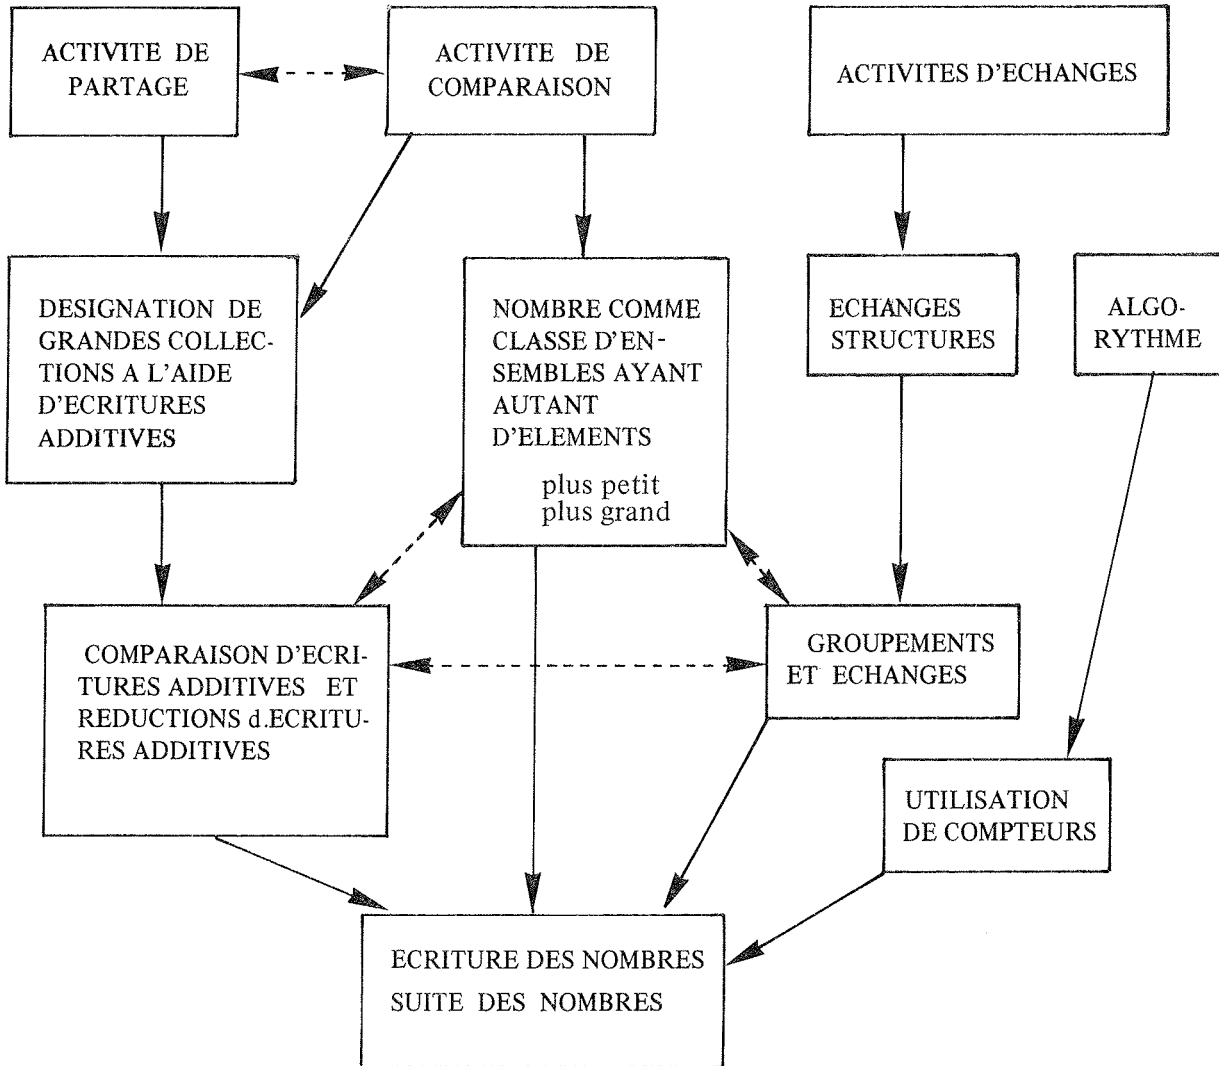 ACTIVITE DE
PARTAGE
ACTIVITE DE
COMPARAISON
ACTIVITES D'ECHANGES
DESIGNATION DE
GRANDES COLLEC-
TIONS A L'AIDE
D'ECRITURES
ADDITIVES
NOMBRE COMME
CLASSE D'EN-
SEMBLES AYANT
AUTANT
D'ELEMENTS
plus petit
plus grand
ECHANGES
STRUCTURES
ALGO-
RYTHME
COMPARAISON D'ECRI-
TURES ADDITIVES ET
REDUCTIONS d.ECRITU-
RES ADDITIVES
GROUPEMENTS
ET ECHANGES
UTILISATION
DE COMPTEURS
ECRITURE DES NOMBRES
SUITE DES NOMBRES